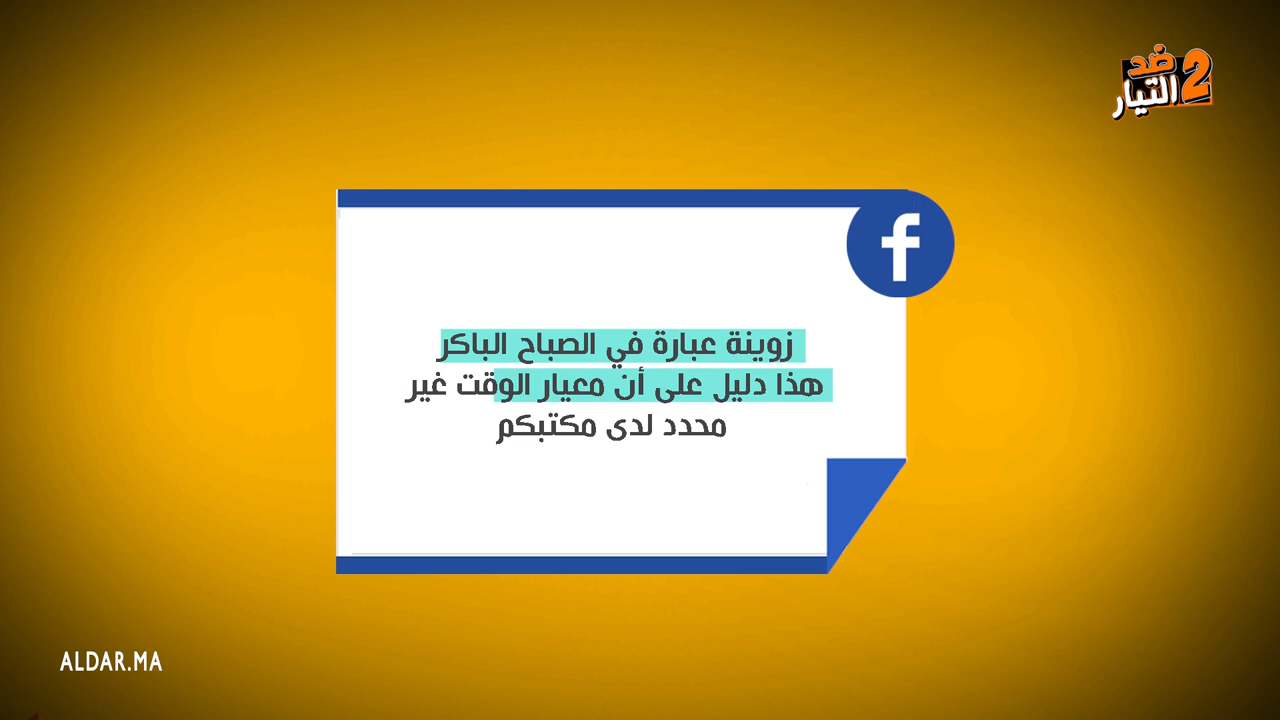 ضد
التيار 2
f
زوينة عبارة في الصباح الباكر
هذا دليل على أن معيار الوقت غير
محدد لدى مكتبكم
ALDAR.MA